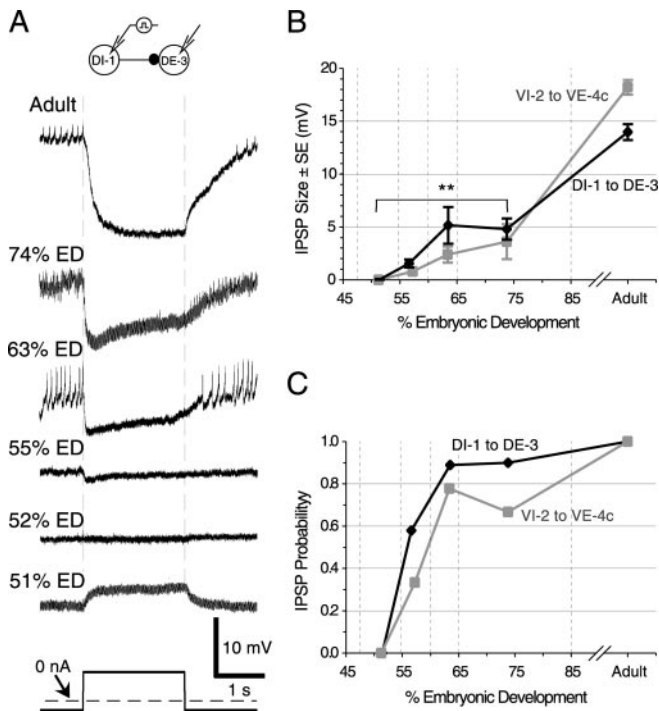 A
DI-1
DE-3
Adult
74% ED
63% ED
55% ED
52% ED
51% ED
0 nA
10 mV
1 s
B
IPSP Size ± SE (mV)
20
15
10
5
0
VI-2 to VE-4c
DI-1 to DE-3
**
45 55 65 75 85 Adult
% Embryonic Development
C
IPSP Probabilityy
1.0
0.8
0.6
0.4
0.2
0.0
DI-1 to DE-3
VI-2 to VE-4c
45 55 65 75 85 Adult
% Embryonic Development